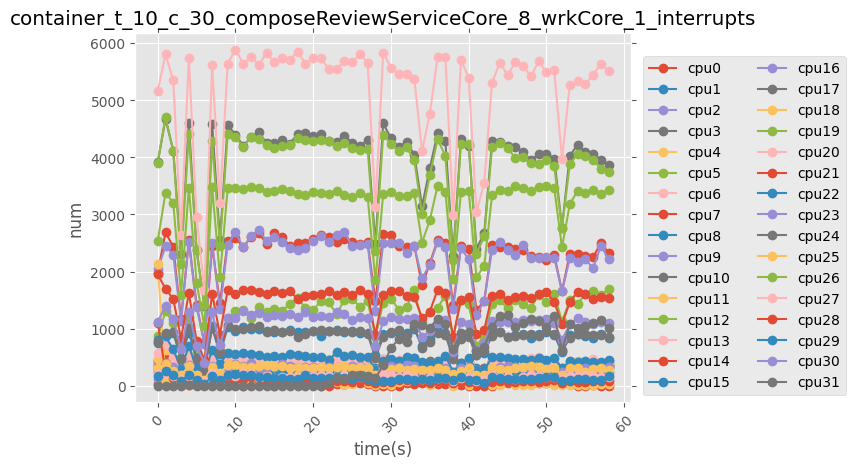 container_t_10_c_30_composeReviewServiceCore_8_wrkCore_1_interrupts
6000
5000
4000
3000
2000
1000
0
num
0
10
20
30
40
50
60
time(s)
cpu0
cpu1
cpu2
cpu3
cpu4
cpu5
cpu6
cpu7
cpu8
cpu9
cpu10
cpu11
cpu12
cpu13
cpu14
cpu15
cpu16
cpu17
cpu18
cpu19
cpu20
cpu21
cpu22
cpu23
cpu24
cpu25
cpu26
cpu27
cpu28
cpu29
cpu30
cpu31